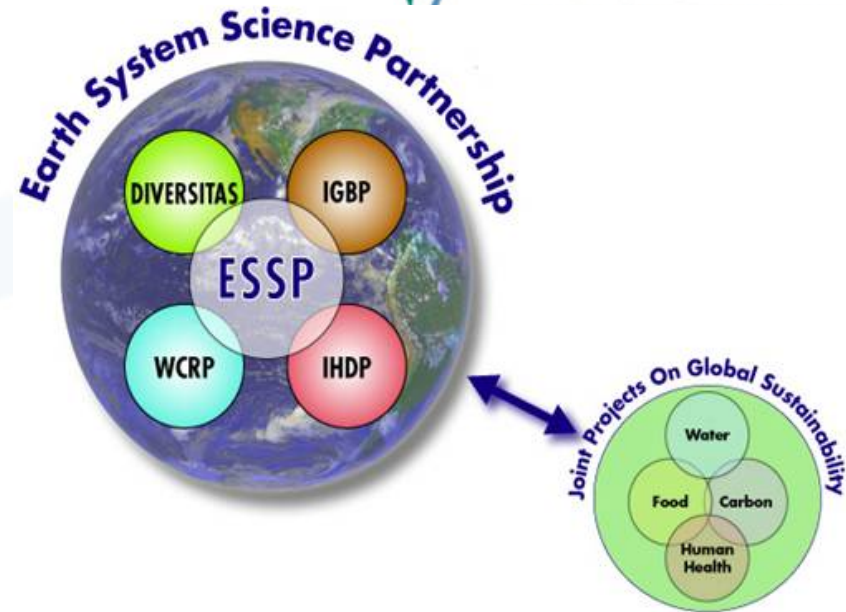 Earth System Science Partnership
DIVERSITAS
IGBP
ESSP
WCRP
IHDP
Joint Projects On Global Sustainability
Water
Food
Carbon
Human
Health